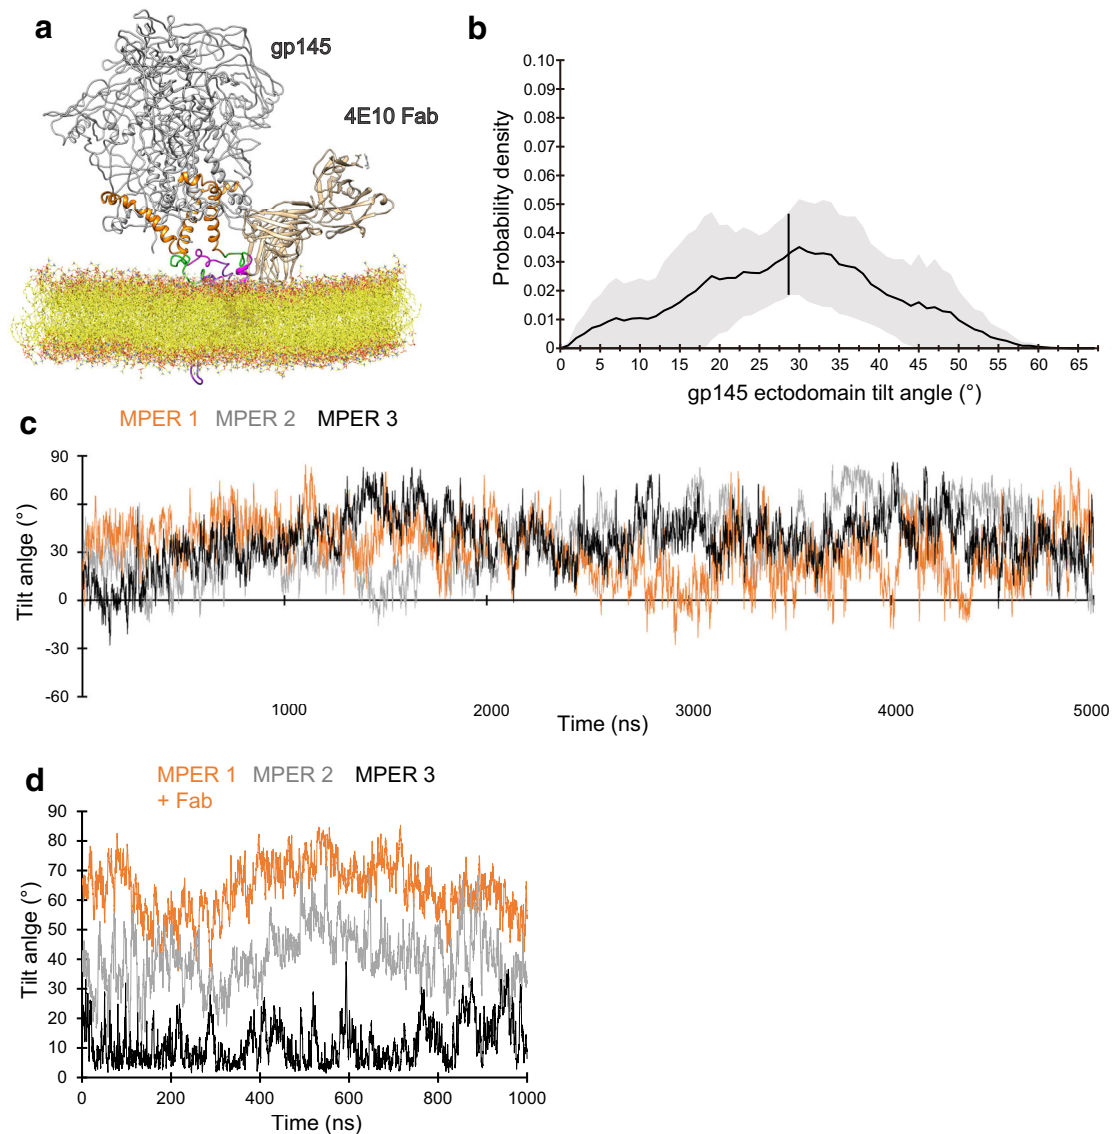 a
gp145
4E10 Fab
b
0.10
0.09
0.08
0.07
0.06
0.05
0.04
0.03
0.02
0.01
0
Probability density
0 5 10 15 20 25 30 35 40 45 50 55 60 65
gp145 ectodomain tilt angle (°)
c
MPER 1 MPER 2 MPER 3
90
60
30
0
-30
-60
Tilt anlge (°)
1000 2000 3000 4000 5000
Time (ns)
d
MPER 1 MPER 2 MPER 3
+ Fab
90
80
70
60
50
40
30
20
10
0
Tilt anlge (°)
0 200 400 600 800 1000
Time (ns)